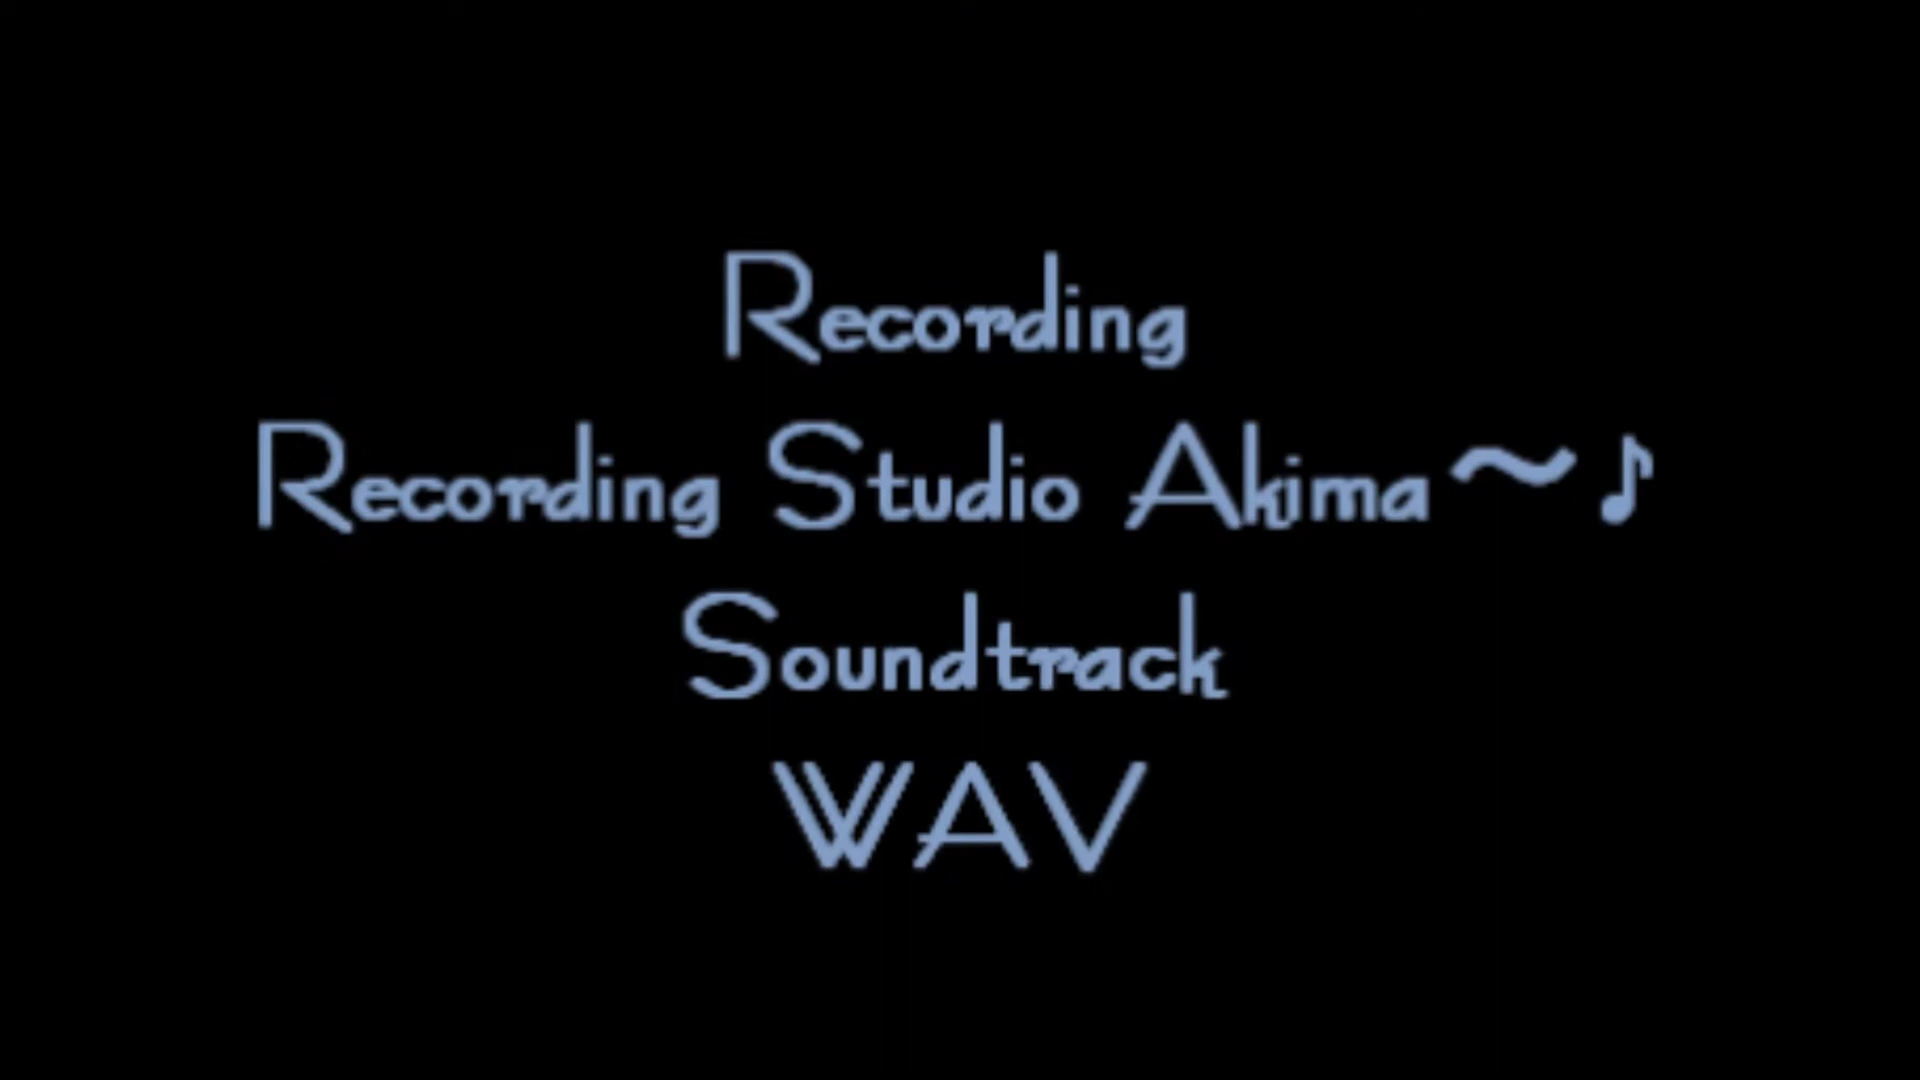 Recording
Recording Studio Akima～♪
Soundtrack
WAV